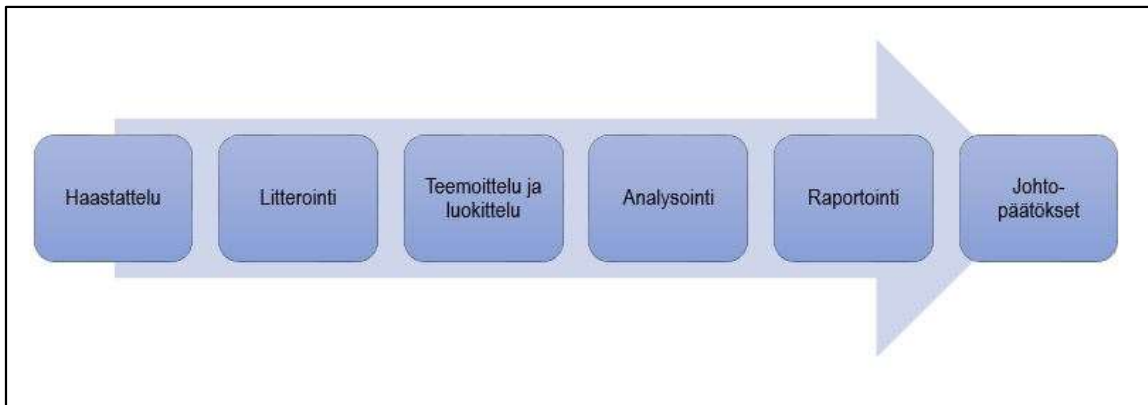 Haastattelu
Litterointi
Teemoittelu ja
luokittelu
Analysointi
Raportointi
Johto-
päätökset